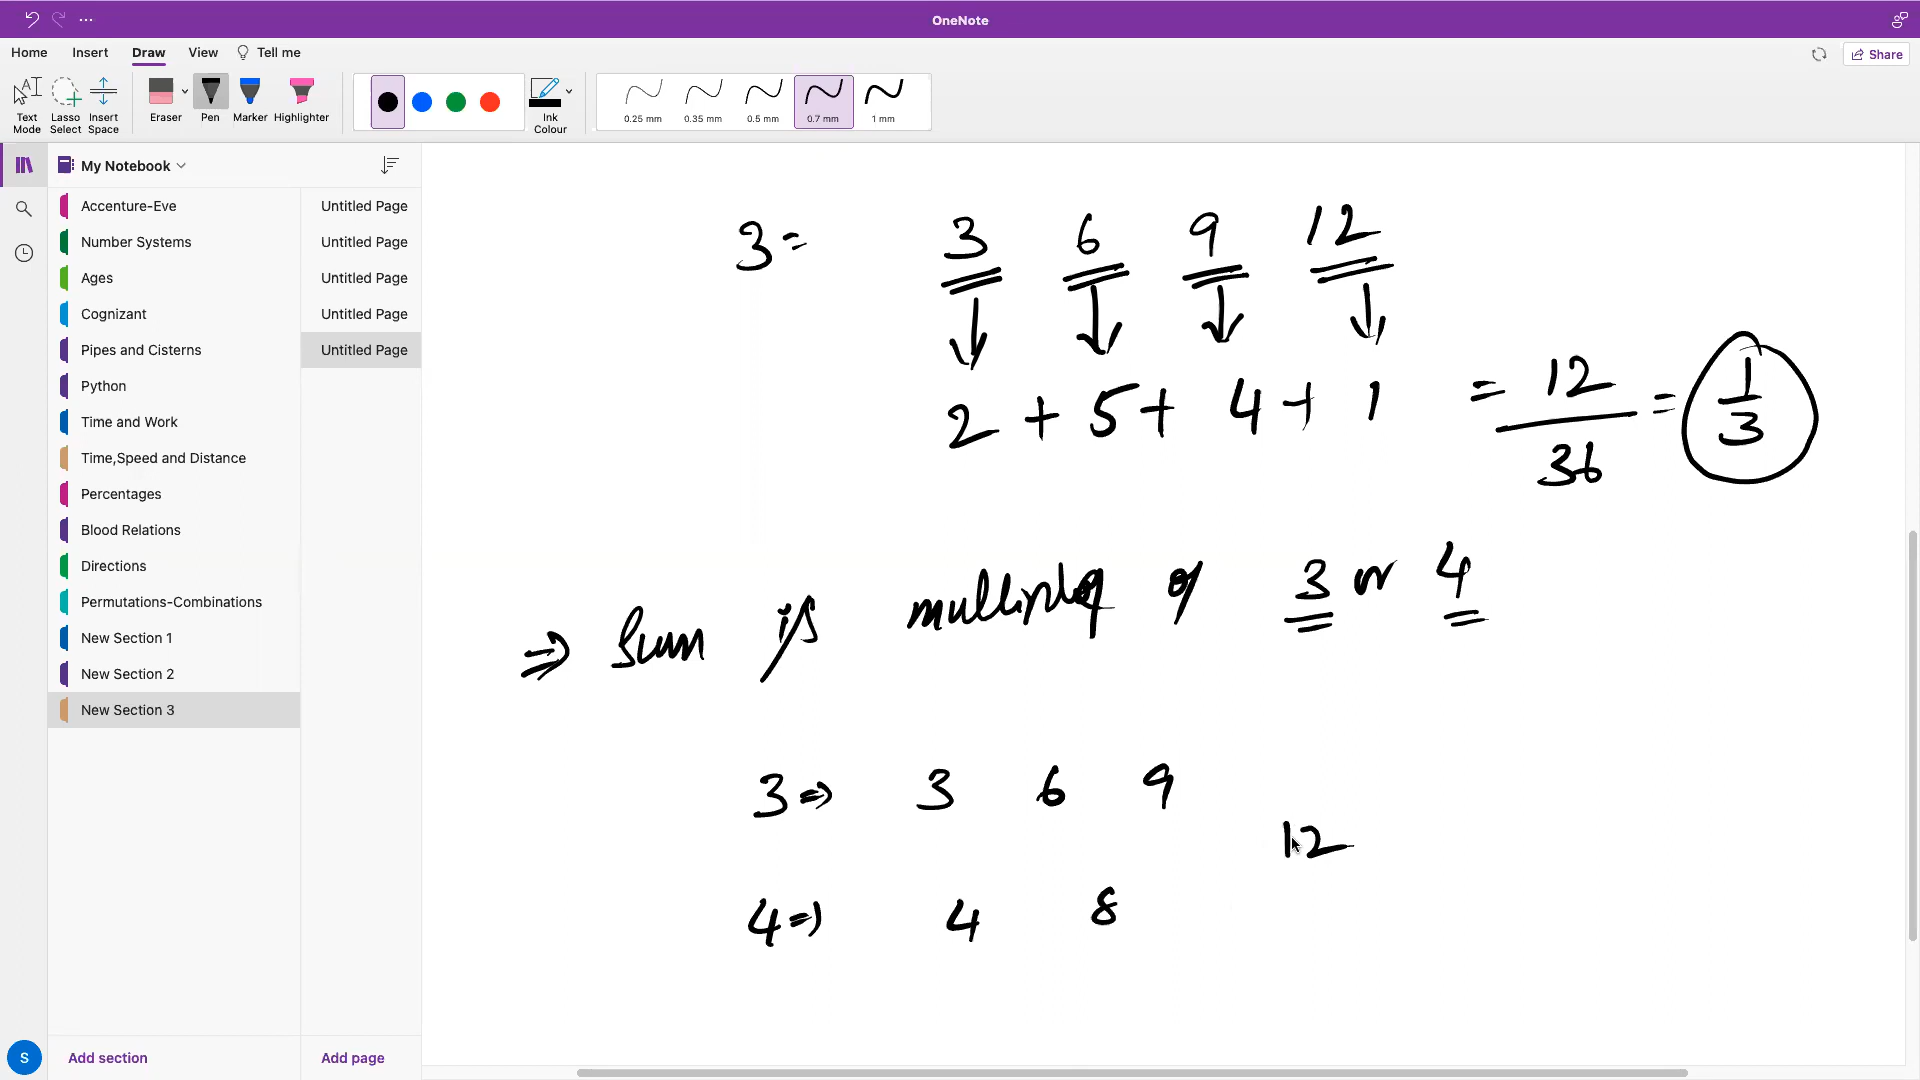 OneNote
Home Insert Draw View Tell me
Share
Text Mode
Lasso Select
Insert Space
Eraser
Pen
Marker
Highlighter
Ink Colour
0.25 mm
0.35 mm
0.5 mm
0.7 mm
1 mm
My Notebook
Accenture-Eve
Number Systems
Ages
Cognizant
Pipes and Cisterns
Python
Time and Work
Time,Speed and Distance
Percentages
Blood Relations
Directions
Permutations-Combinations
New Section 1
New Section 2
New Section 3
Untitled Page
Untitled Page
Untitled Page
Untitled Page
Untitled Page
S
Add section
Add page
3 = 3 6 9 12
2 + 5 + 4 + 1 = 12/36 = 1/3
⇒ Sum is multiple of 3 or 4
3 ⇒ 3 6 9
12
4 ⇒ 4 8